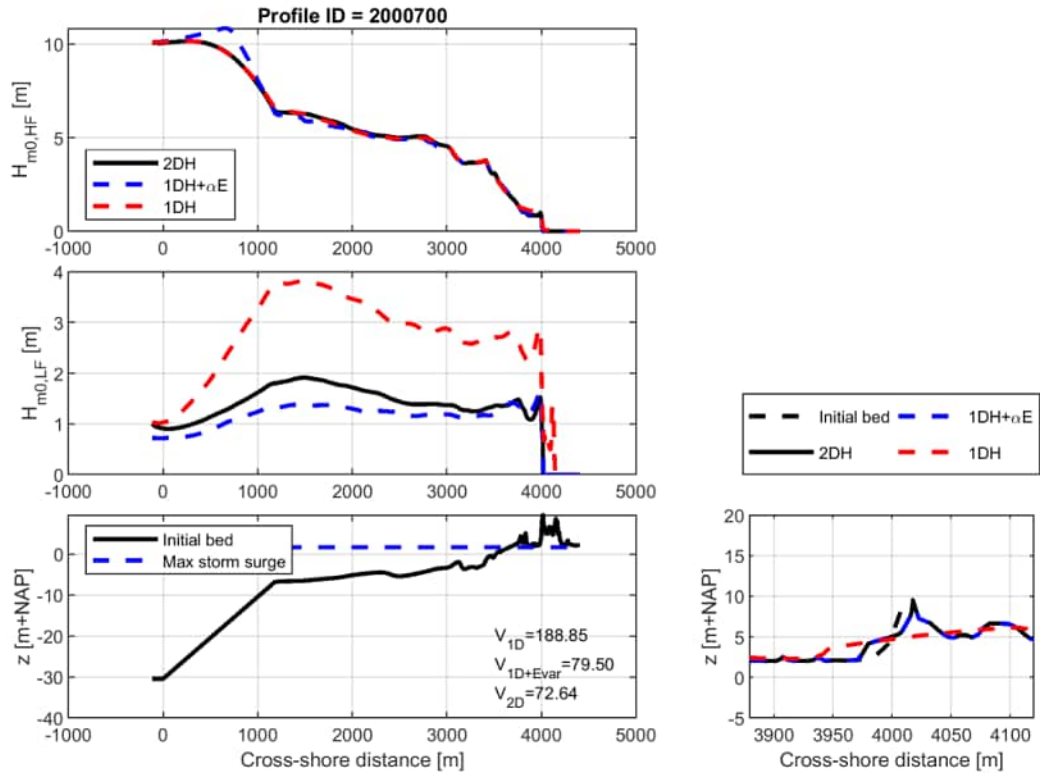 Profile ID = 2000700
10
5
0
H_m0,HF [m]
2DH
1DH+αE
1DH
-1000 0 1000 2000 3000 4000 5000
4
3
2
1
0
H_m0,LF [m]
-1000 0 1000 2000 3000 4000 5000
Initial bed 1DH+αE
2DH 1DH
0
-10
-20
-30
-40
z [m+NAP]
Initial bed
Max storm surge
V_1D=188.85
V_1D+Evar=79.50
V_2D=72.64
-1000 0 1000 2000 3000 4000 5000
Cross-shore distance [m]
20
15
10
5
0
-5
z [m+NAP]
3900 3950 4000 4050 4100
Cross-shore distance [m]